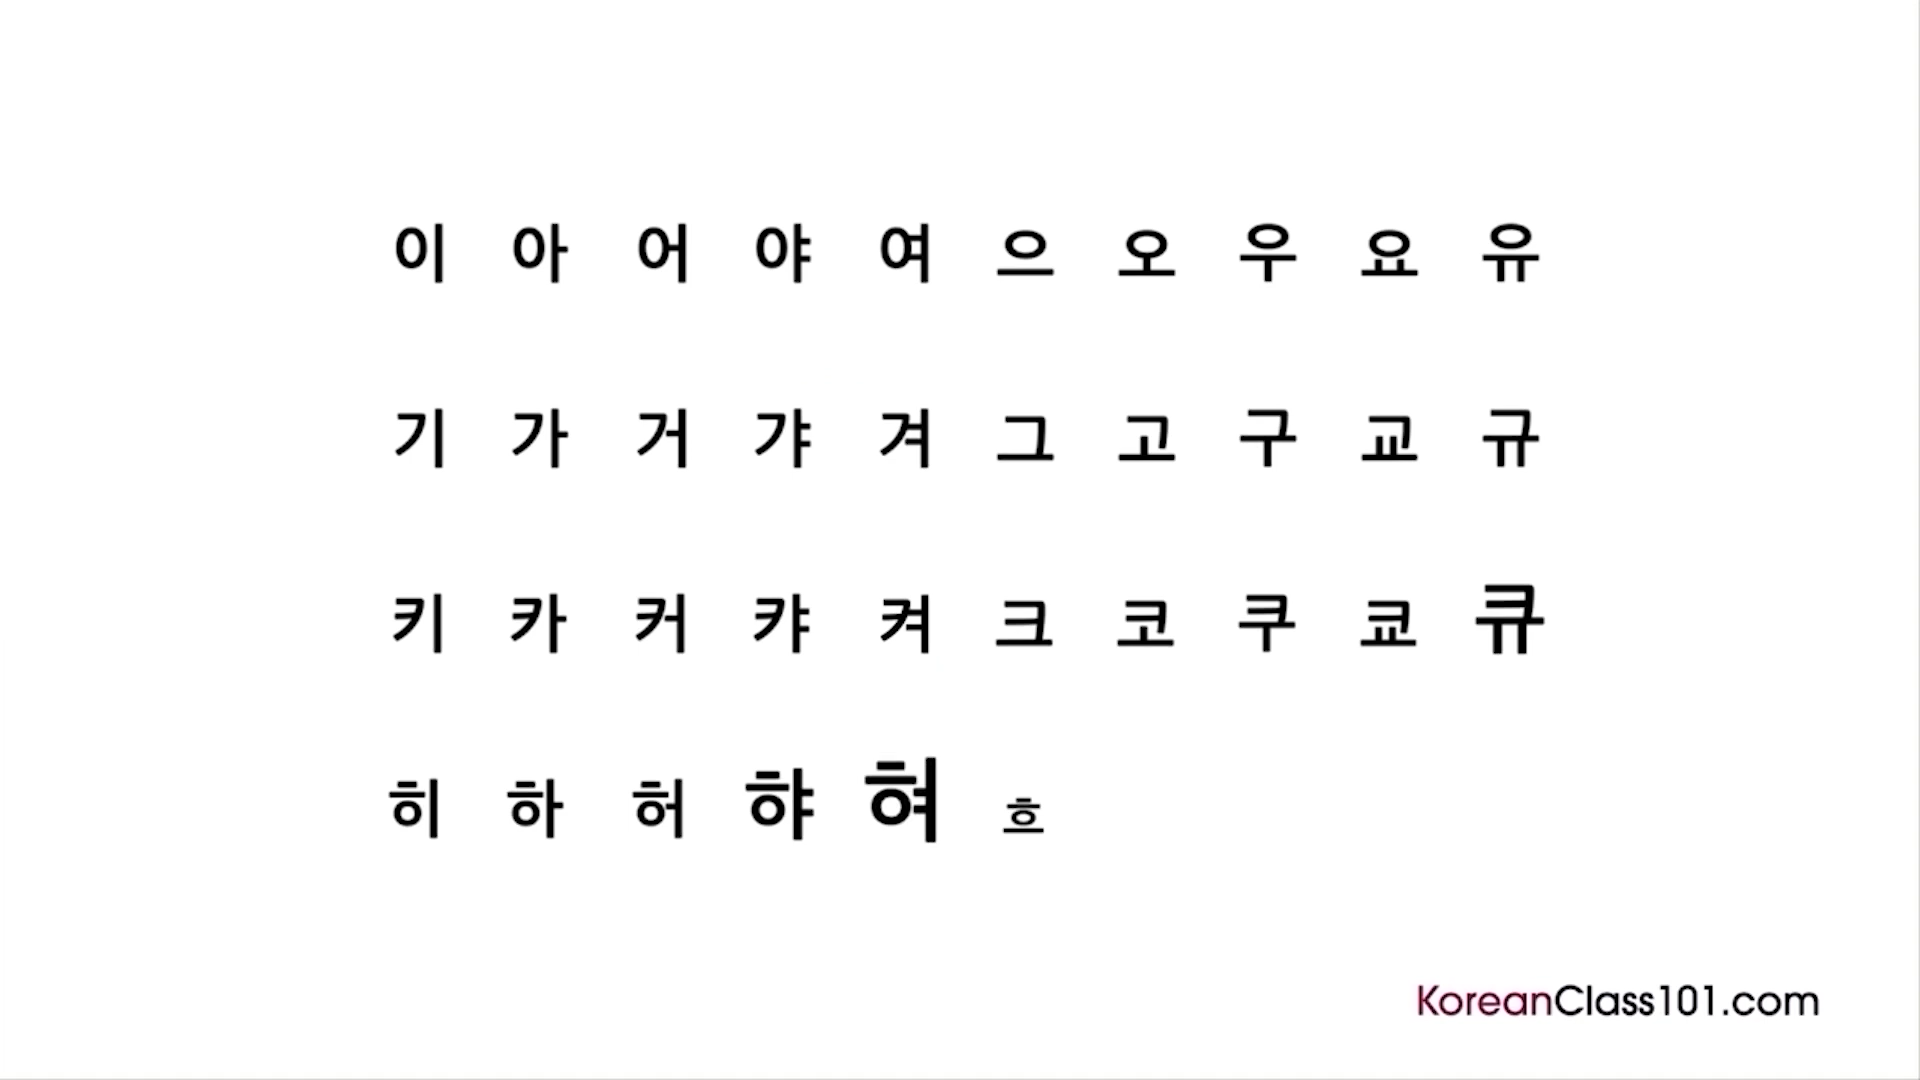 이 아 어 야 여 으 오 우 요 유
기 가 거 갸 겨 그 고 구 교 규
키 카 커 캬 켜 크 코 쿠 쿄 큐
히 하 허 햐 혀 흐
KoreanClass101.com